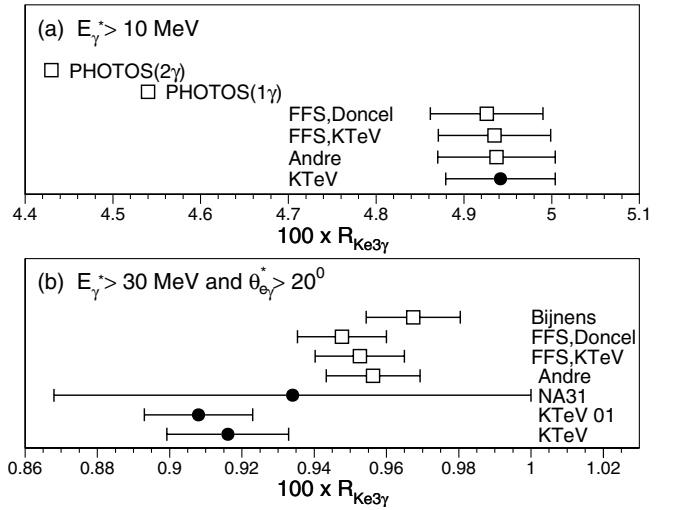 (a) E*γ > 10 MeV
PHOTOS(2γ)
PHOTOS(1γ)
FFS,Doncel
FFS,KTeV
Andre
KTeV
4.4 4.5 4.6 4.7 4.8 4.9 5 5.1
100 x RKe3γ
(b) E*γ > 30 MeV and θ*eγ > 20⁰
Bijnens
FFS,Doncel
FFS,KTeV
Andre
NA31
KTeV 01
KTeV
0.86 0.88 0.9 0.92 0.94 0.96 0.98 1 1.02
100 x RKe3γ